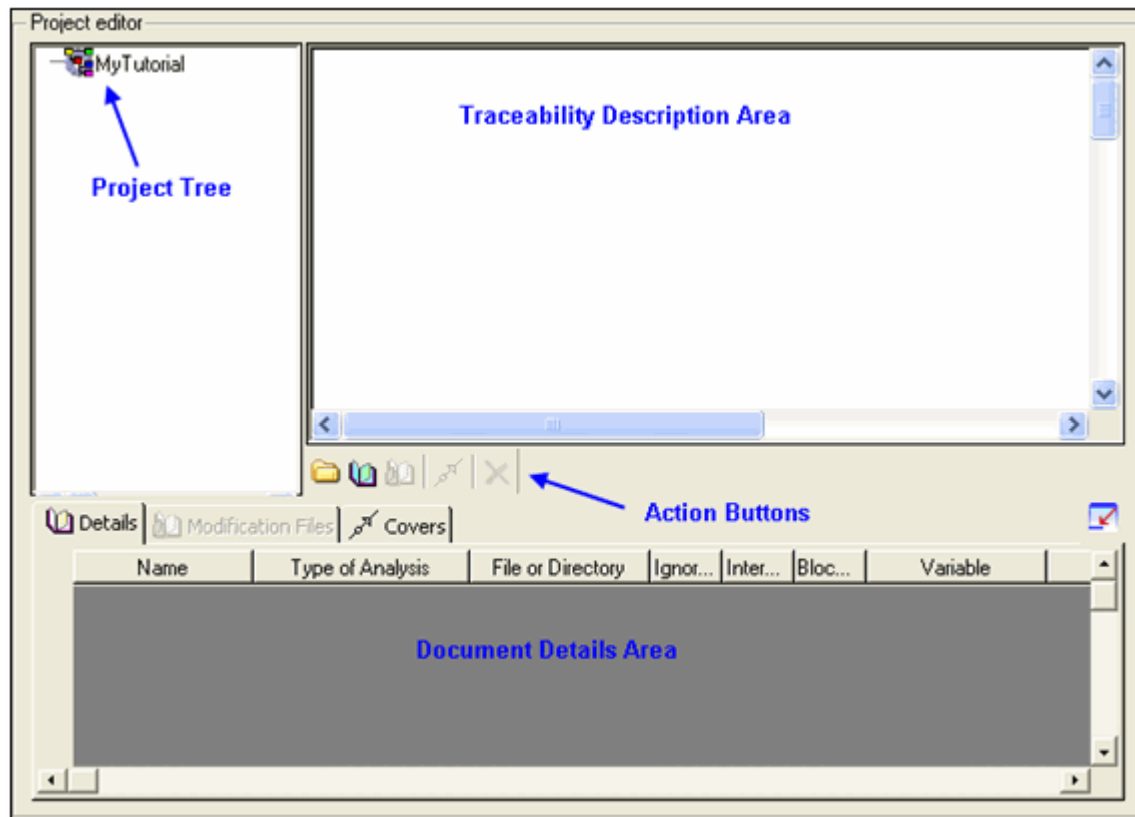 Project editor
MyTutorial
Traceability Description Area
Project Tree
Action Buttons
Details Modification Files Covers
Name Type of Analysis File or Directory Ignor... Inter... Bloc... Variable
Document Details Area